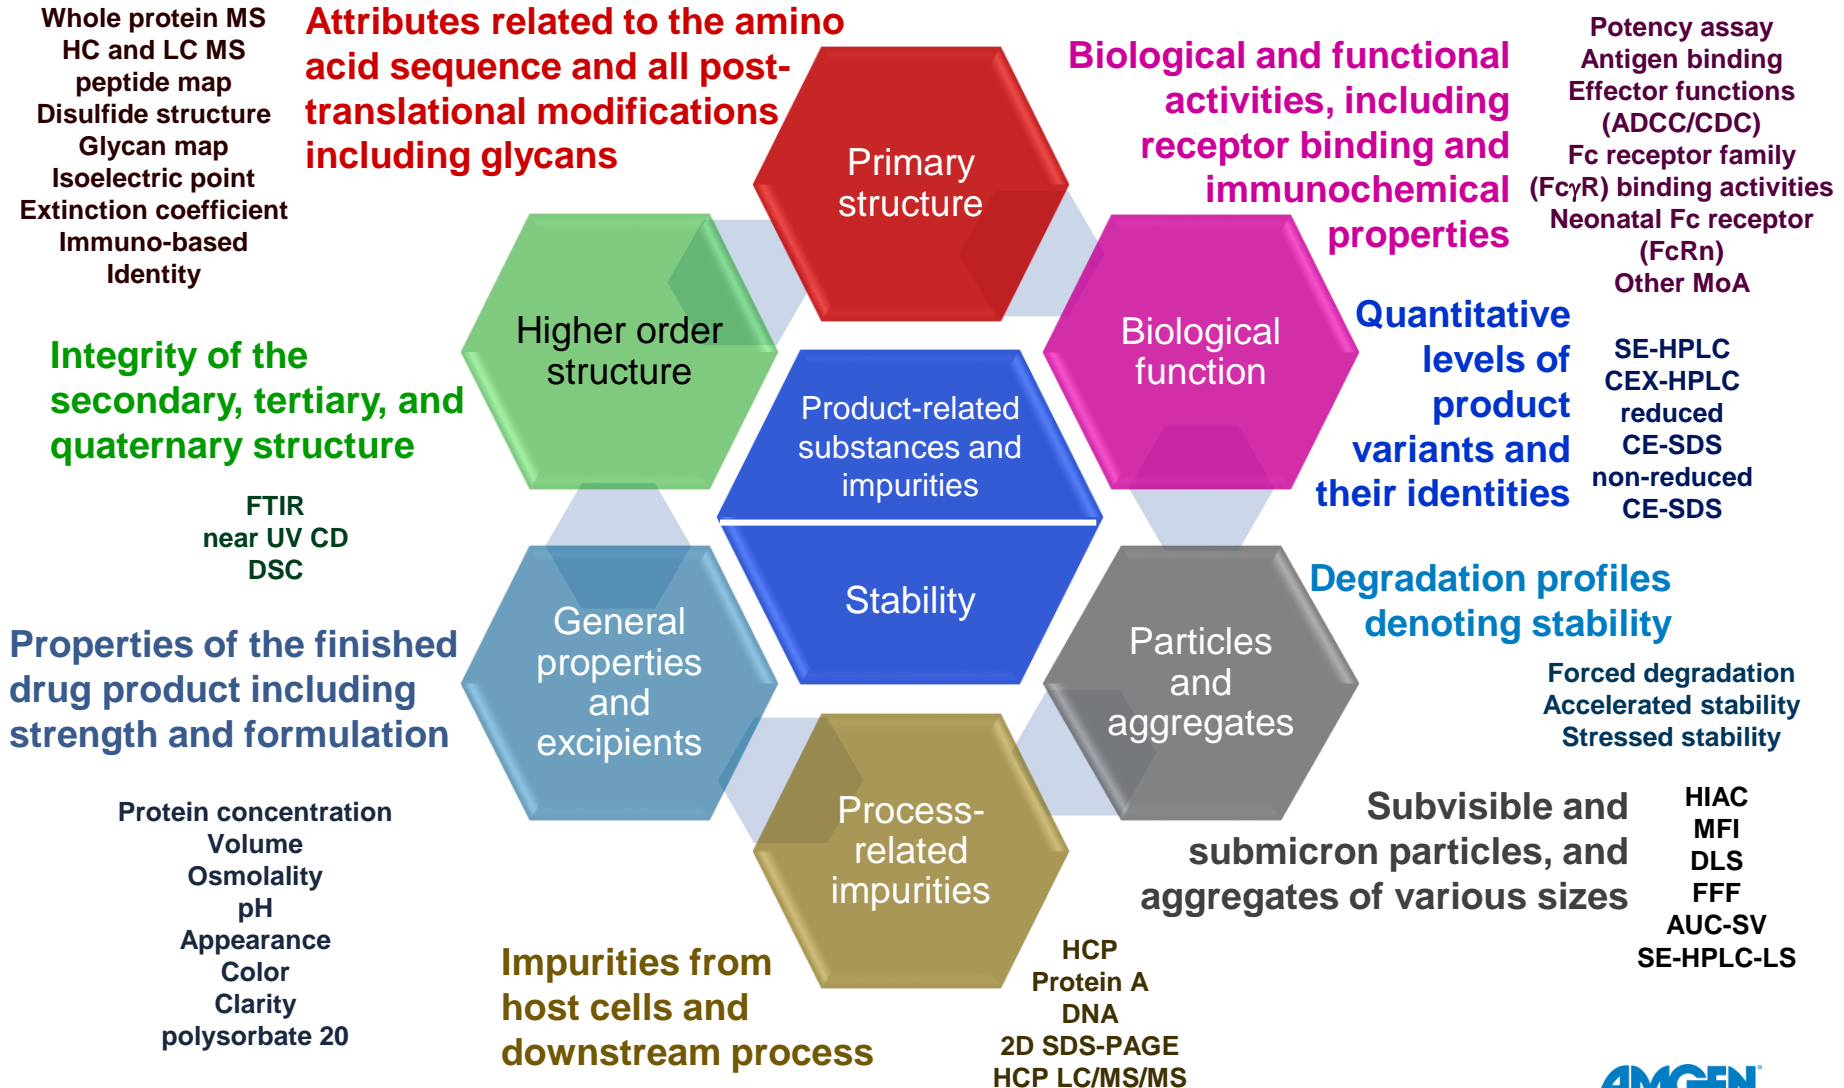 Whole protein MS
HC and LC MS
peptide map
Disulfide structure
Glycan map
Isoelectric point
Extinction coefficient
Immuno-based
Identity
Attributes related to the amino
acid sequence and all post-
translational modifications
including glycans
Primary
structure
Biological and functional
activities, including
receptor binding and
immunochemical
properties
Potency assay
Antigen binding
Effector functions
(ADCC/CDC)
Fc receptor family
(FcγR) binding activities
Neonatal Fc receptor
(FcRn)
Other MoA
Higher order
structure
Biological
function
Integrity of the
secondary, tertiary, and
quaternary structure
FTIR
near UV CD
DSC
Product-related
substances and
impurities
Stability
Quantitative
levels of
product
variants and
their identities
SE-HPLC
CEX-HPLC
reduced
CE-SDS
non-reduced
CE-SDS
Degradation profiles
denoting stability
Forced degradation
Accelerated stability
Stressed stability
General
properties
and
excipients
Particles
and
aggregates
Properties of the finished
drug product including
strength and formulation
Protein concentration
Volume
Osmolality
pH
Appearance
Color
Clarity
polysorbate 20
Process-
related
impurities
Subvisible and
submicron particles, and
aggregates of various sizes
HIAC
MFI
DLS
FFF
AUC-SV
SE-HPLC-LS
Impurities from
host cells and
downstream process
HCP
Protein A
DNA
2D SDS-PAGE
HCP LC/MS/MS
AMGEN®